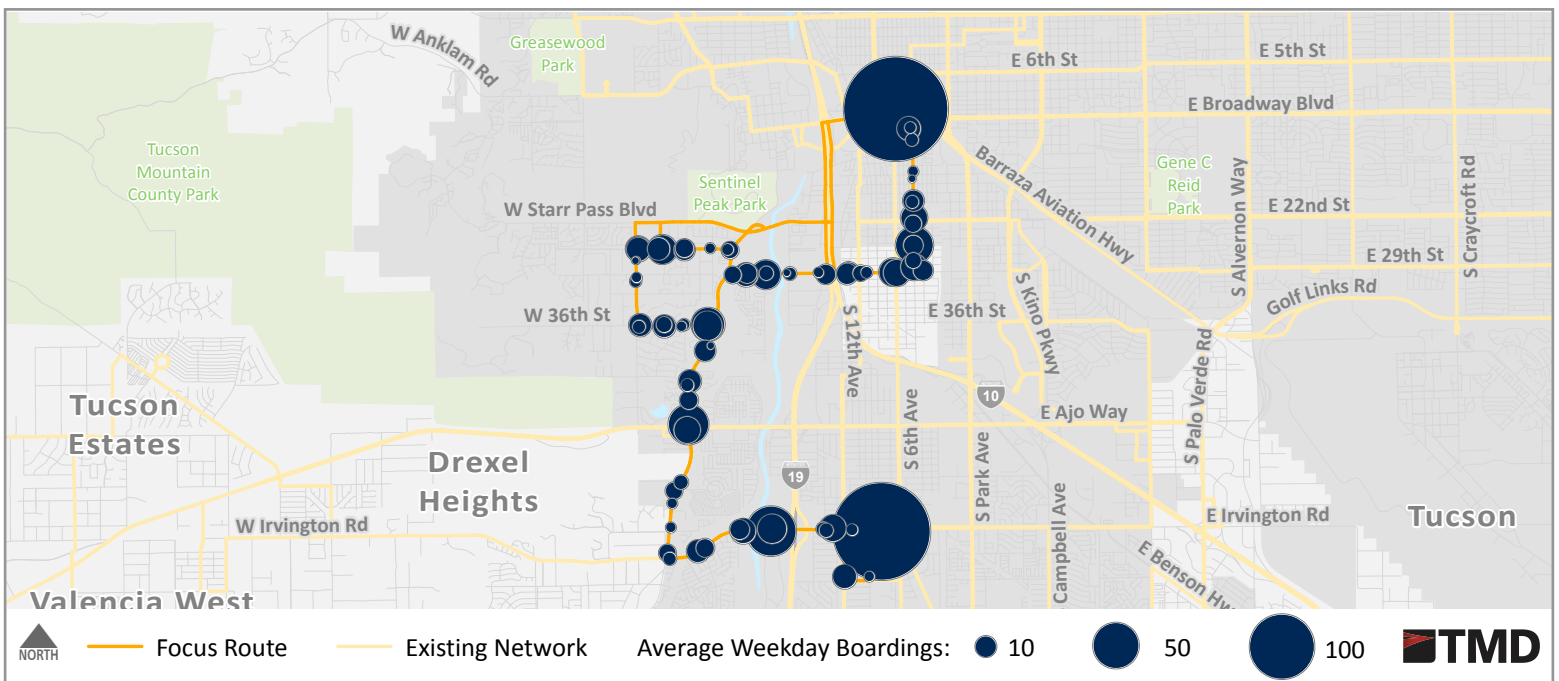 W Anklam Rd
Greasewood
Park
E 6th St
E 5th St
E Broadway Blvd
Tucson
Mountain
County Park
Sentinel
Peak Park
Barraza Aviation Hwy
Gene C
Reid
Park
S Alvernon Way
S Craycroft Rd
W Starr Pass Blvd
E 22nd St
E 29th St
W 36th St
S 12th Ave
E 36th St
S Kino Pkwy
Golf Links Rd
S Palo Verde Rd
10
Tucson
Estates
E Ajo Way
S 6th Ave
S Park Ave
Drexel
Heights
19
Campbell Ave
W Irvington Rd
E Irvington Rd
Tucson
E Benson Hwy
Valencia West
NORTH
Focus Route
Existing Network
Average Weekday Boardings:
10
50
100
TMD